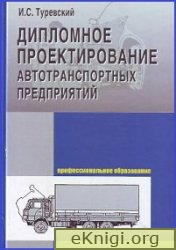 И.С. Туревский
ДИПЛОМНОЕ
ПРОЕКТИРОВАНИЕ
АВТОТРАНСПОРТНЫХ
ПРЕДПРИЯТИЙ
профессиональное образование
eKnigi.org